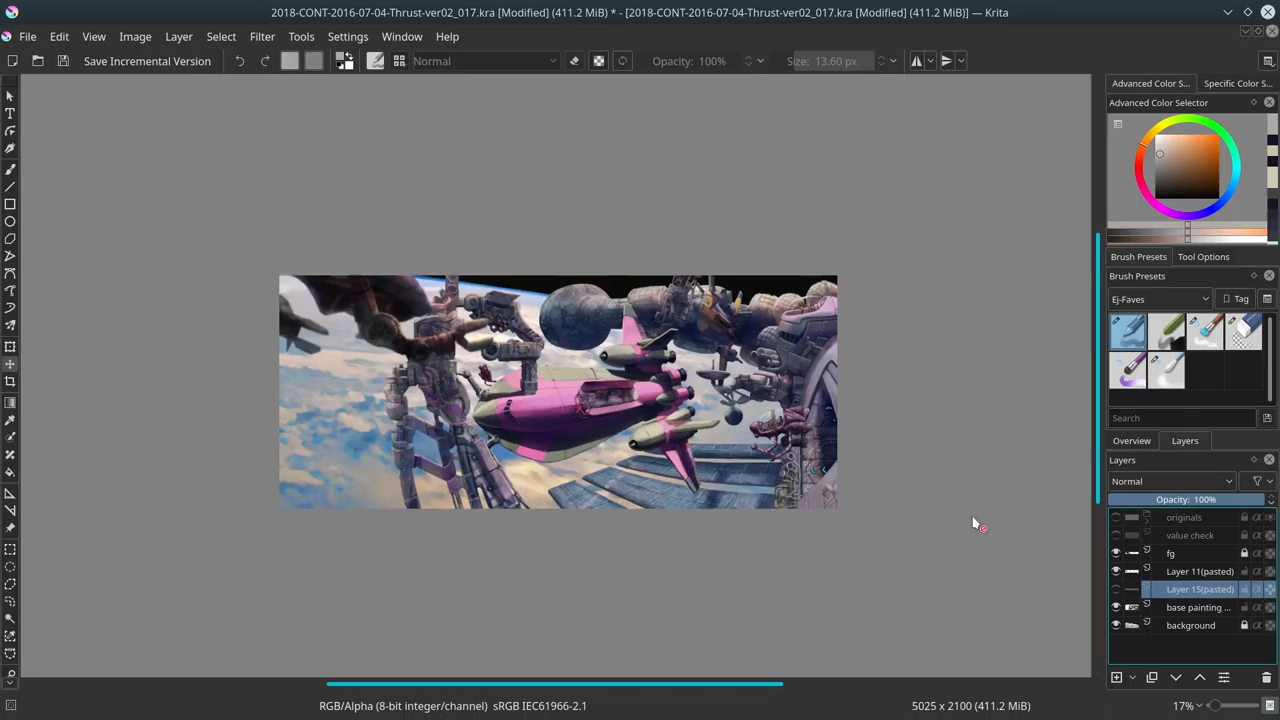 2018-CONT-2016-07-04-Thrust-ver02_017.kra [Modified] (411.2 MiB) * - [2018-CONT-2016-07-04-Thrust-ver02_017.kra [Modified] (411.2 MiB)] — Krita
File Edit View Image Layer Select Filter Tools Settings Window Help
Save Incremental Version Normal Opacity: 100% Size: 13.60 px
Advanced Color S... Specific Color S...
Advanced Color Selector
Brush Presets Tool Options
Brush Presets
Ej-Faves Tag
Search
Overview Layers
Layers
Normal
Opacity: 100%
originals
value check
fg
Layer 11(pasted)
Layer 15(pasted)
base painting ...
background
RGB/Alpha (8-bit integer/channel) sRGB IEC61966-2.1 5025 x 2100 (411.2 MiB) 17%